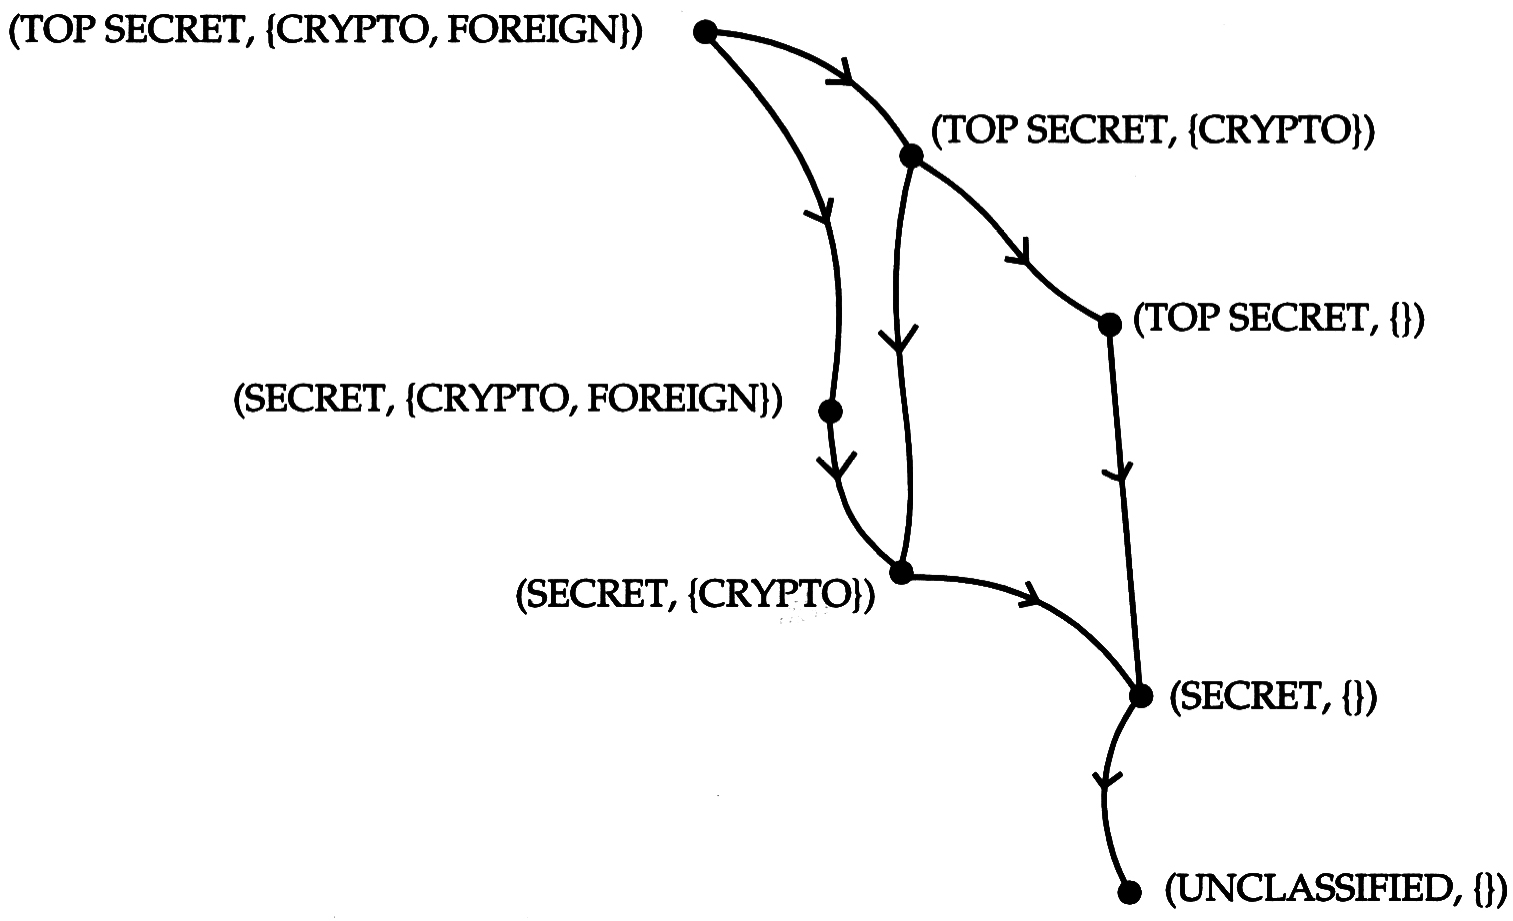 (TOP SECRET, {CRYPTO, FOREIGN})
(TOP SECRET, {CRYPTO})
(TOP SECRET, {})
(SECRET, {CRYPTO, FOREIGN})
(SECRET, {CRYPTO})
(SECRET, {})
(UNCLASSIFIED, {})